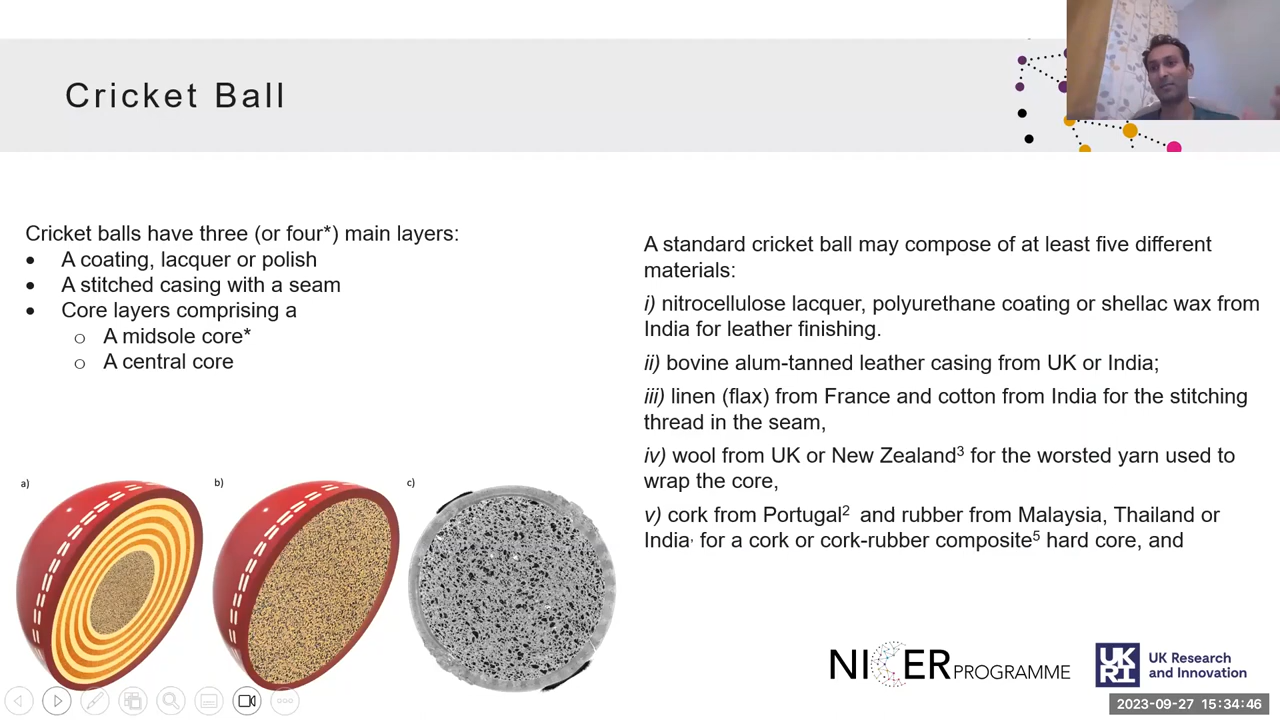 Cricket Ball
Cricket balls have three (or four*) main layers:
• A coating, lacquer or polish
• A stitched casing with a seam
• Core layers comprising a
o A midsole core*
o A central core
a)
b)
c)
A standard cricket ball may compose of at least five different
materials:
i) nitrocellulose lacquer, polyurethane coating or shellac wax from
India for leather finishing.
ii) bovine alum-tanned leather casing from UK or India;
iii) linen (flax) from France and cotton from India for the stitching
thread in the seam,
iv) wool from UK or New Zealand³ for the worsted yarn used to
wrap the core,
v) cork from Portugal² and rubber from Malaysia, Thailand or
India, for a cork or cork-rubber composite⁵ hard core, and
NICER PROGRAMME
UKRI
UK Research
and Innovation
2023-09-27 15:34:46